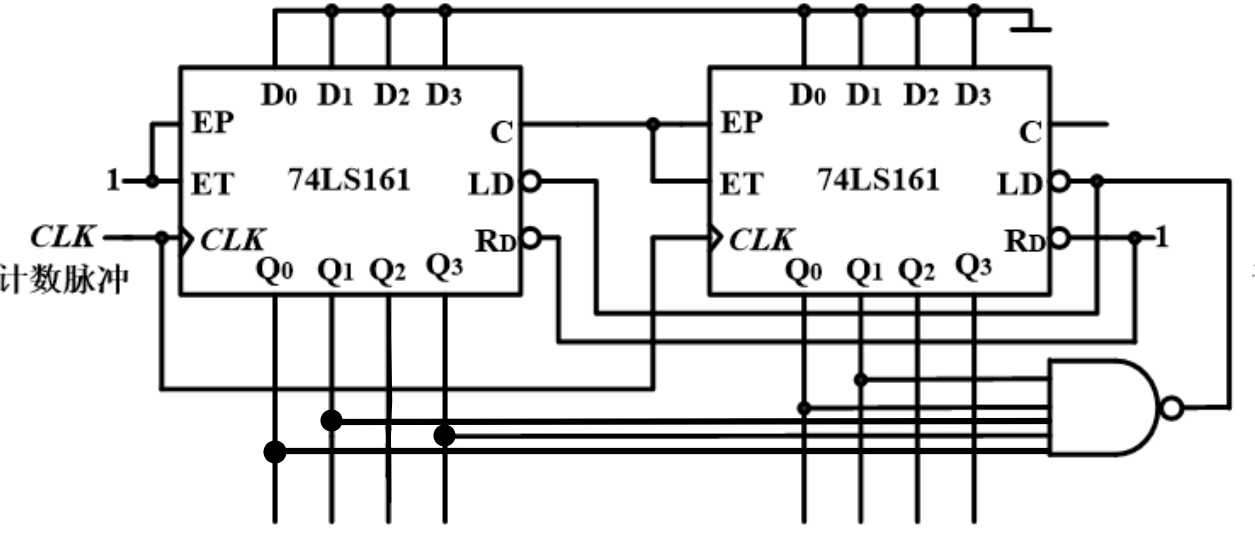 D0 D1 D2 D3
D0 D1 D2 D3
EP
C
EP
C
1
ET
74LS161
LD
ET
74LS161
LD
CLK
CLK
RD
CLK
RD
1
计数脉冲
Q0 Q1 Q2 Q3
Q0 Q1 Q2 Q3